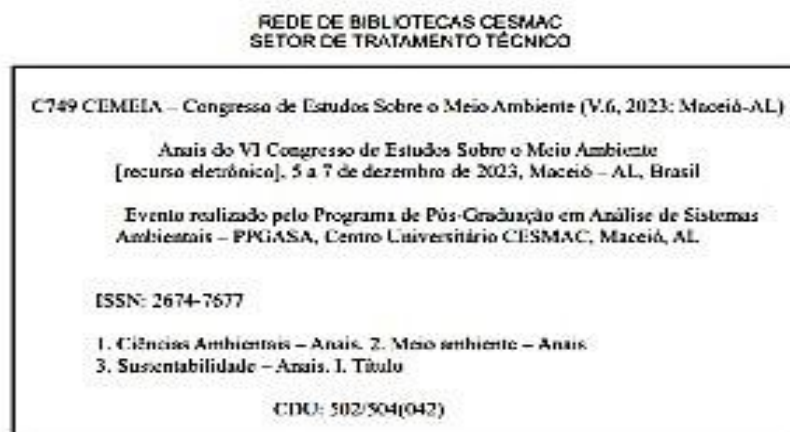 REDE DE BIBLIOTECAS CESMAC
SETOR DE TRATAMENTO TÉCNICO
C749 CEMEIA – Congresso de Estudos Sobre o Meio Ambiente (V.6, 2023: Maceió-AL)
Anais do VI Congresso de Estudos Sobre o Meio Ambiente
[recurso eletrônico], 5 a 7 de dezembro de 2023, Maceió – AL, Brasil
Evento realizado pelo Programa de Pós-Graduação em Análise de Sistemas
Ambientais – PPGASA, Centro Universitário CESMAC, Maceió, AL
ISSN: 2674-7677
1. Ciências Ambientais – Anais. 2. Meio ambiente – Anais
3. Sustentabilidade – Anais. I. Título
CDU: 502/504(042)